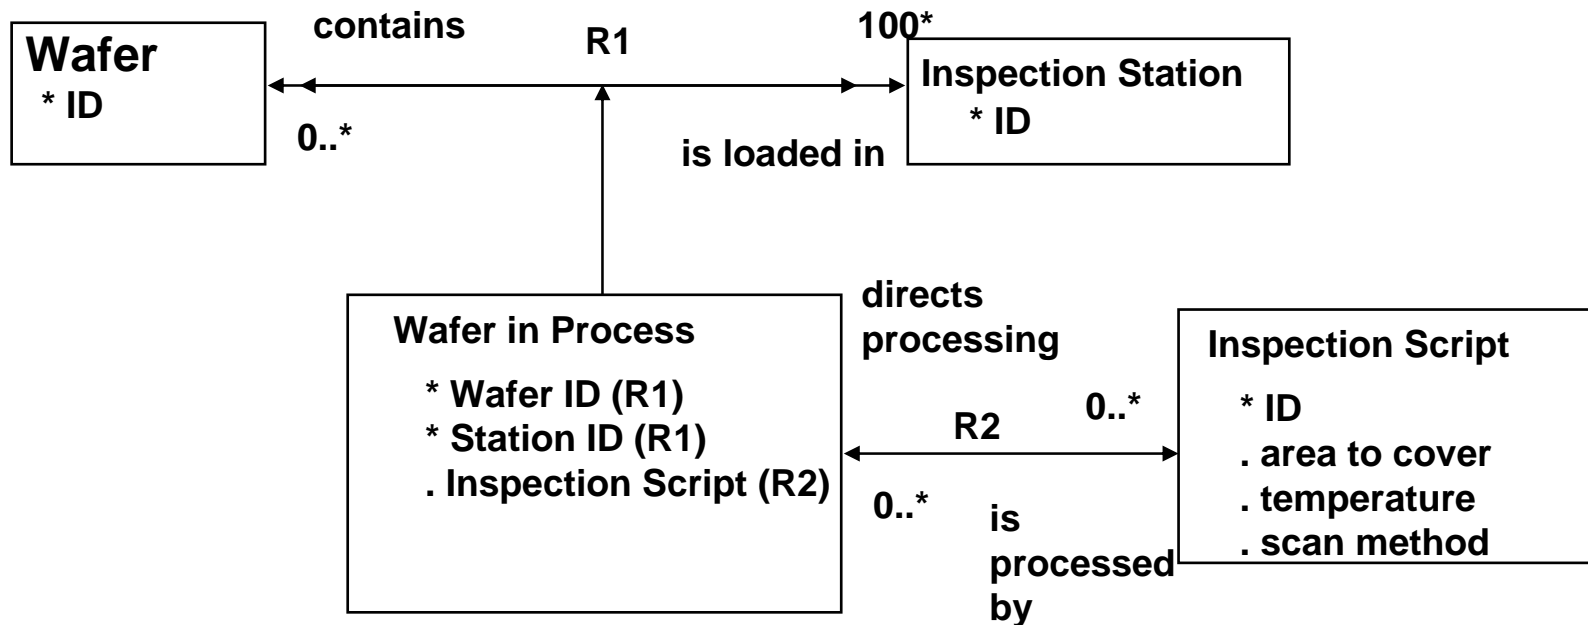 contains
R1
100*
Wafer
* ID
0..*
Inspection Station
* ID
is loaded in
Wafer in Process
* Wafer ID (R1)
* Station ID (R1)
. Inspection Script (R2)
directs
processing
R2
0..*
0..*
is
processed
by
Inspection Script
* ID
. area to cover
. temperature
. scan method